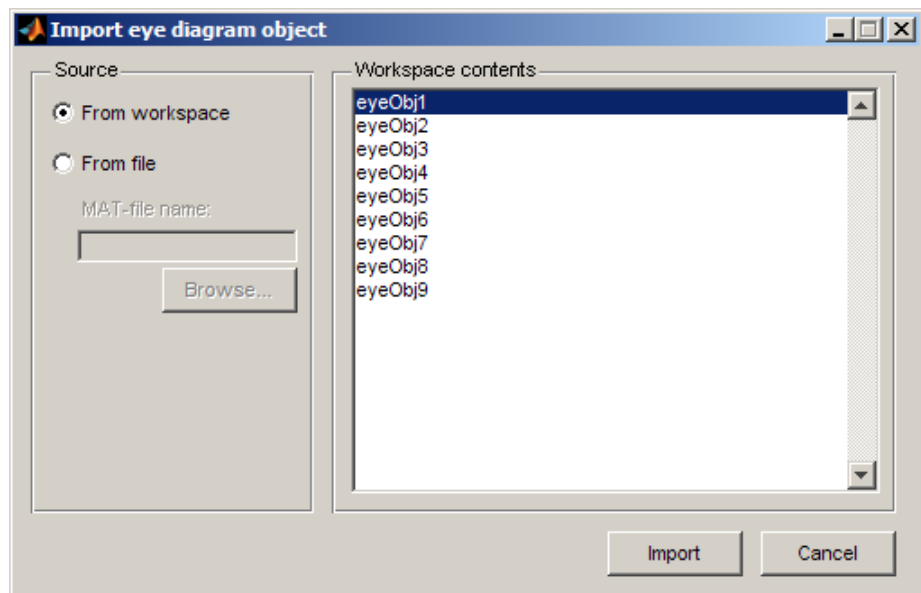 Import eye diagram object
Source
From workspace
From file
MAT-file name:
Browse...
Workspace contents
eyeObj1
eyeObj2
eyeObj3
eyeObj4
eyeObj5
eyeObj6
eyeObj7
eyeObj8
eyeObj9
Import
Cancel